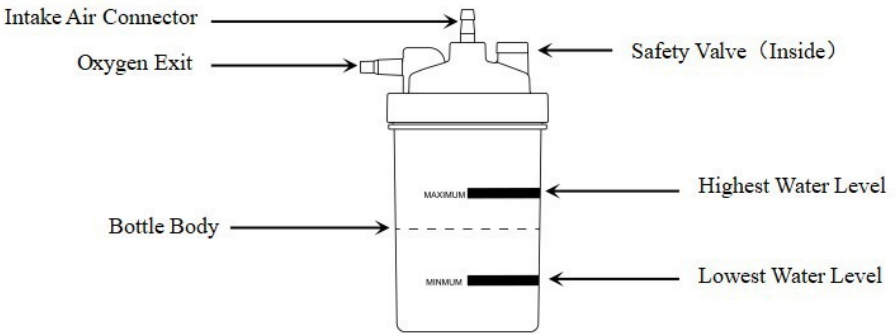 Intake Air Connector
Oxygen Exit
Safety Valve（Inside）
MAXIMUM
Highest Water Level
Bottle Body
MINMUM
Lowest Water Level